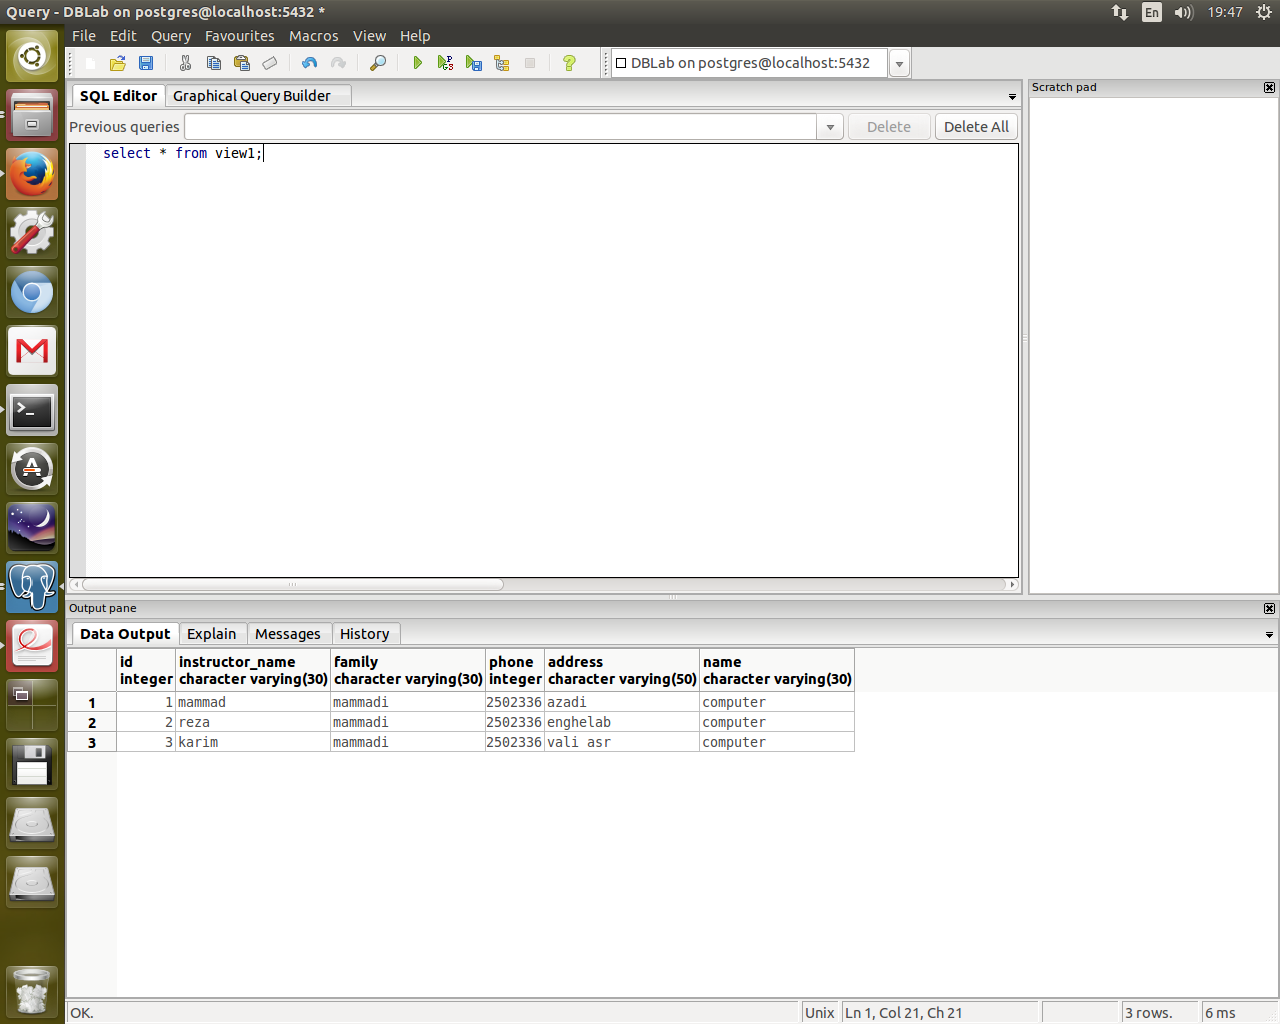 Query - DBLab on postgres@localhost:5432 *
En
19:47
File Edit Query Favourites Macros View Help
DBLab on postgres@localhost:5432
SQL Editor Graphical Query Builder
Scratch pad
Previous queries
Delete Delete All
select * from view1;
Output pane
Data Output Explain Messages History
id instructor_name family phone address name
integer character varying(30) character varying(30) integer character varying(50) character varying(30)
1 1 mammad mammadi 2502336 azadi computer
2 2 reza mammadi 2502336 enghelab computer
3 3 karim mammadi 2502336 vali asr computer
OK. Unix Ln 1, Col 21, Ch 21 3 rows. 6 ms